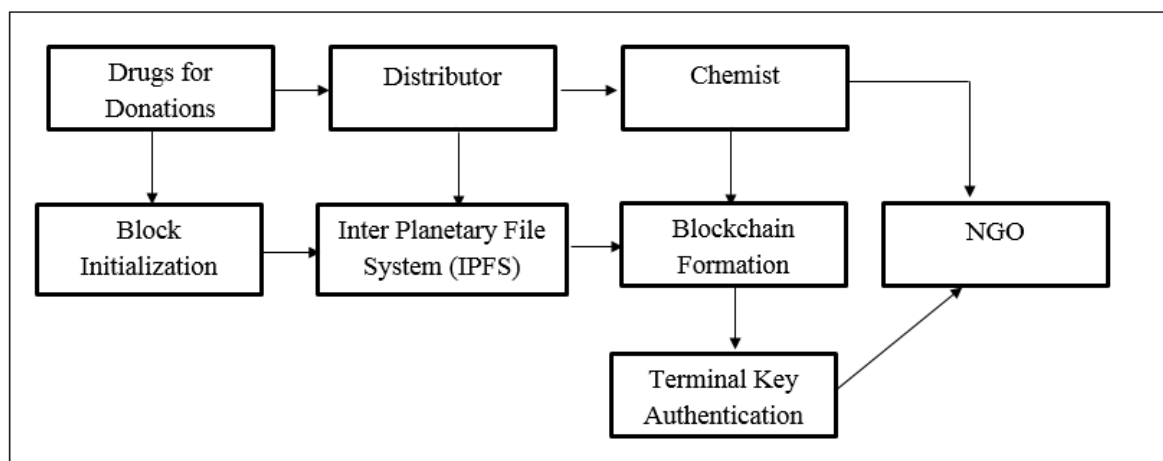 Drugs for
Donations
Distributor
Chemist
Block
Initialization
Inter Planetary File
System (IPFS)
Blockchain
Formation
NGO
Terminal Key
Authentication